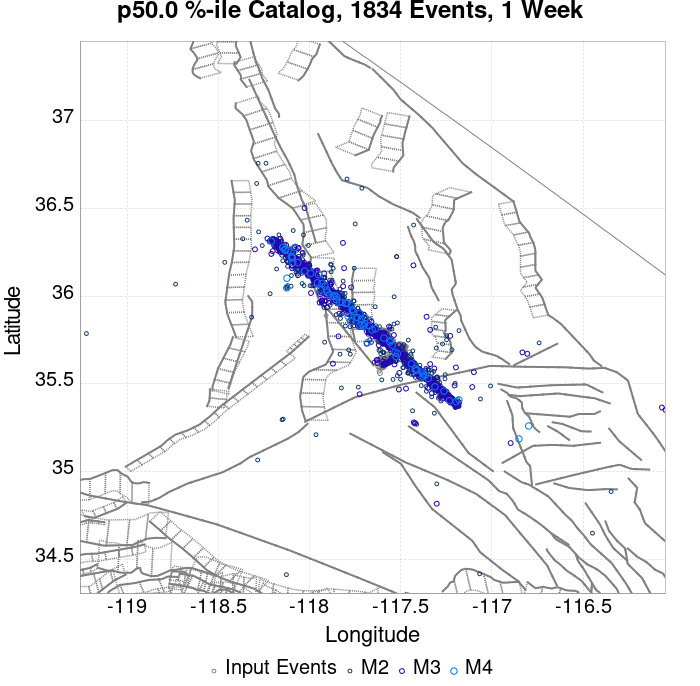 p50.0 %-ile Catalog, 1834 Events, 1 Week
Latitude
37
36.5
36
35.5
35
34.5
-119 -118.5 -118 -117.5 -117 -116.5
Longitude
Input Events M2 M3 M4